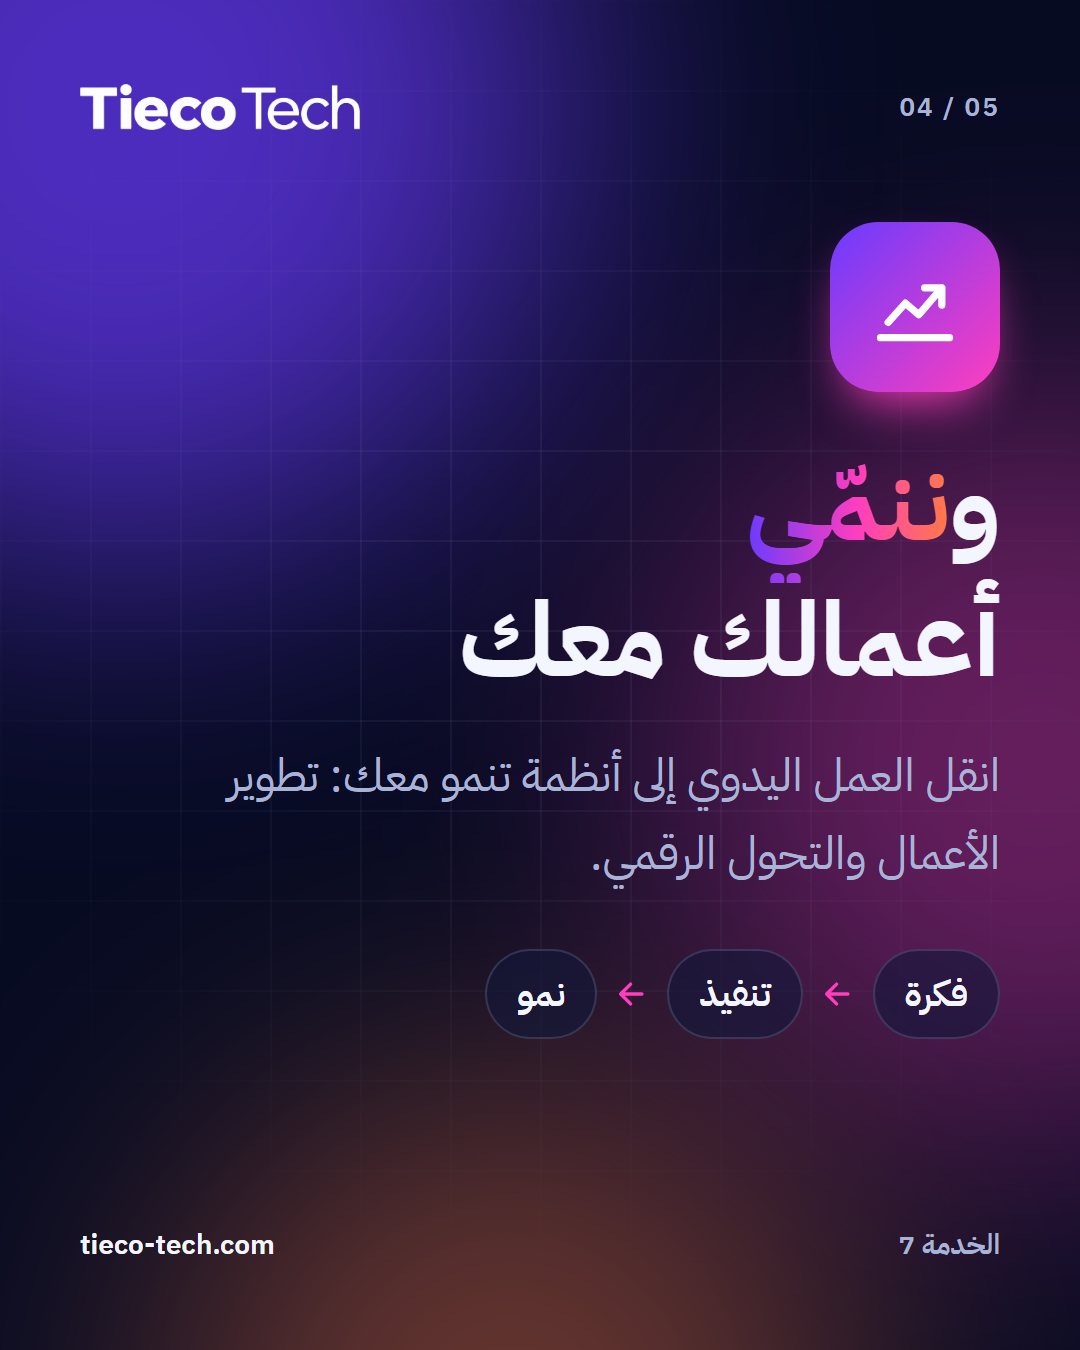 Tieco Tech
04 / 05
وننمّي
أعمالك معك
انقل العمل اليدوي إلى أنظمة تنمو معك: تطوير
الأعمال والتحول الرقمي.
فكرة ← تنفيذ ← نمو
الخدمة 7
tieco-tech.com